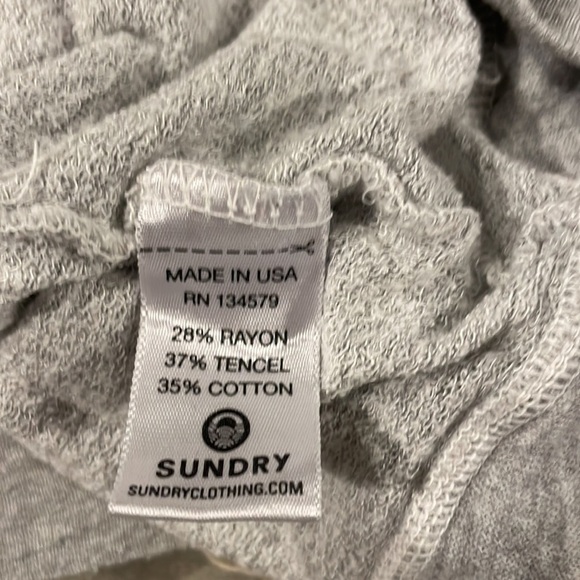 MADE IN USA
RN 134579
28% RAYON
37% TENCEL
35% COTTON
SUNDRY
SUNDRYCLOTHING.COM